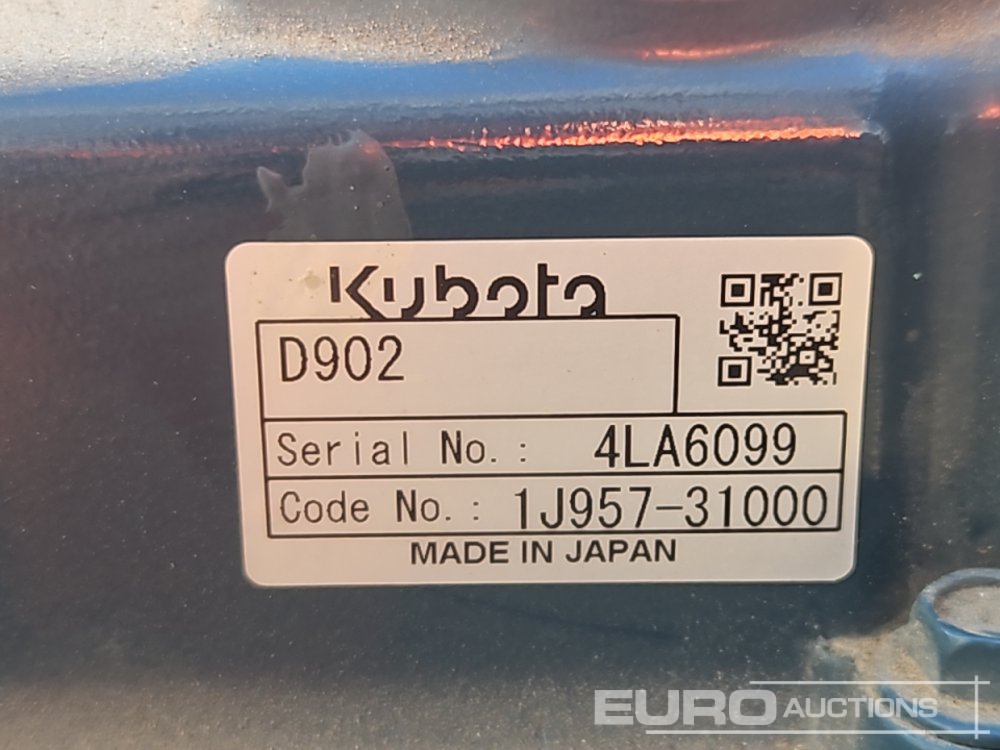 Kubota
D902
Serial No.: 4LA6099
Code No.: 1J957-31000
MADE IN JAPAN
EURO AUCTIONS